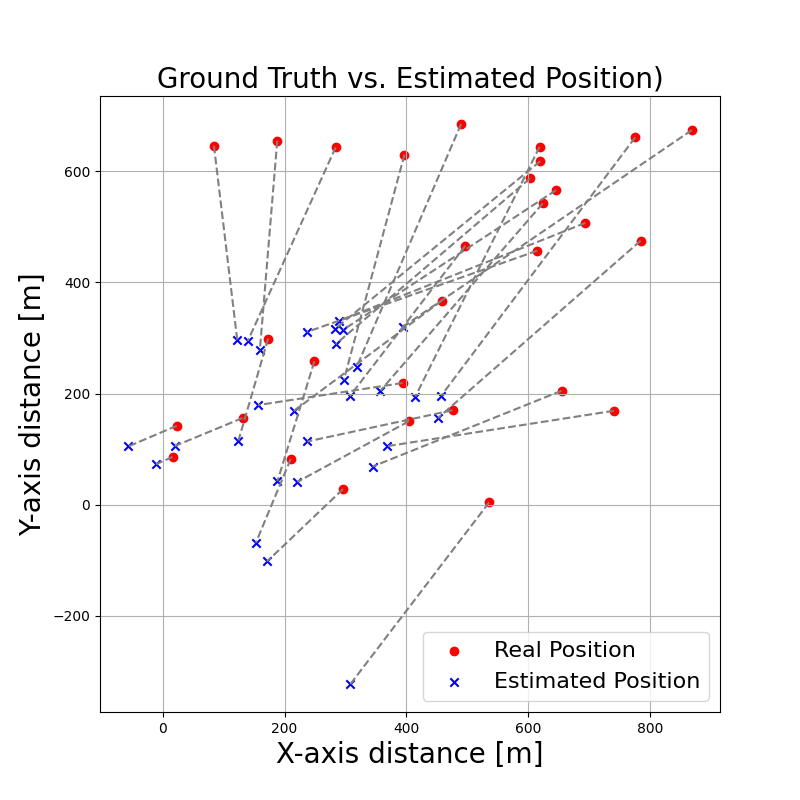 Ground Truth vs. Estimated Position)
Y-axis distance [m]
600
400
200
0
−200
0 200 400 600 800
X-axis distance [m]
Real Position
Estimated Position